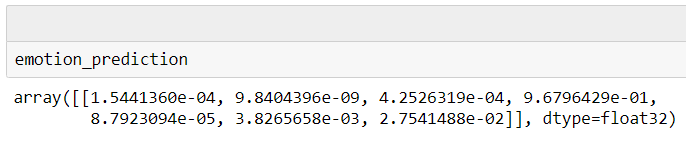 emotion_prediction
array([[1.5441360e-04, 9.8404396e-09, 4.2526319e-04, 9.6796429e-01,
8.7923094e-05, 3.8265658e-03, 2.7541488e-02]], dtype=float32)